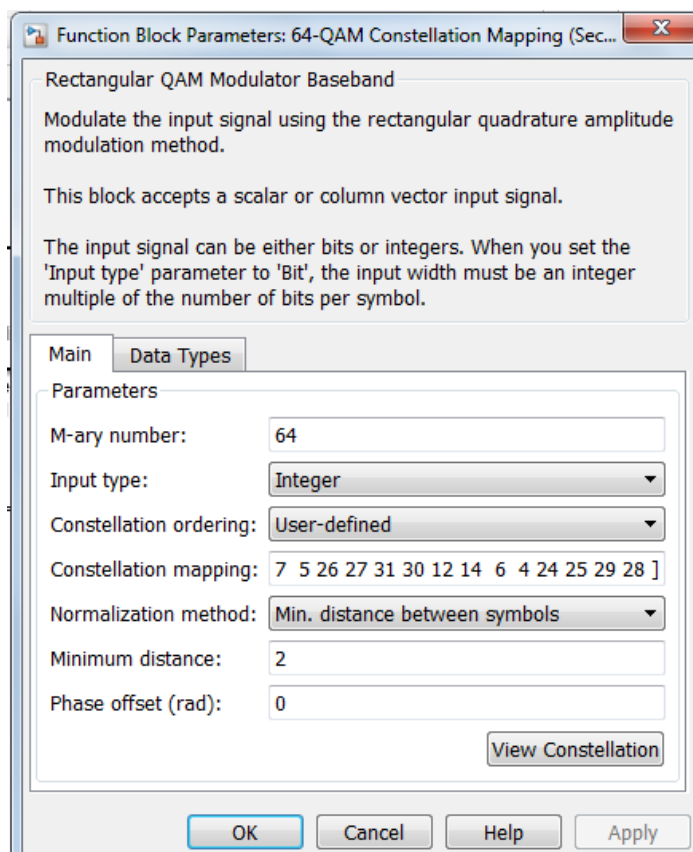 Function Block Parameters: 64-QAM Constellation Mapping (Sec...
Rectangular QAM Modulator Baseband
Modulate the input signal using the rectangular quadrature amplitude
modulation method.
This block accepts a scalar or column vector input signal.
The input signal can be either bits or integers. When you set the
'Input type' parameter to 'Bit', the input width must be an integer
multiple of the number of bits per symbol.
Main Data Types
Parameters
M-ary number: 64
Input type: Integer
Constellation ordering: User-defined
Constellation mapping: 7 5 26 27 31 30 12 14 6 4 24 25 29 28 ]
Normalization method: Min. distance between symbols
Minimum distance: 2
Phase offset (rad): 0
View Constellation
OK Cancel Help Apply